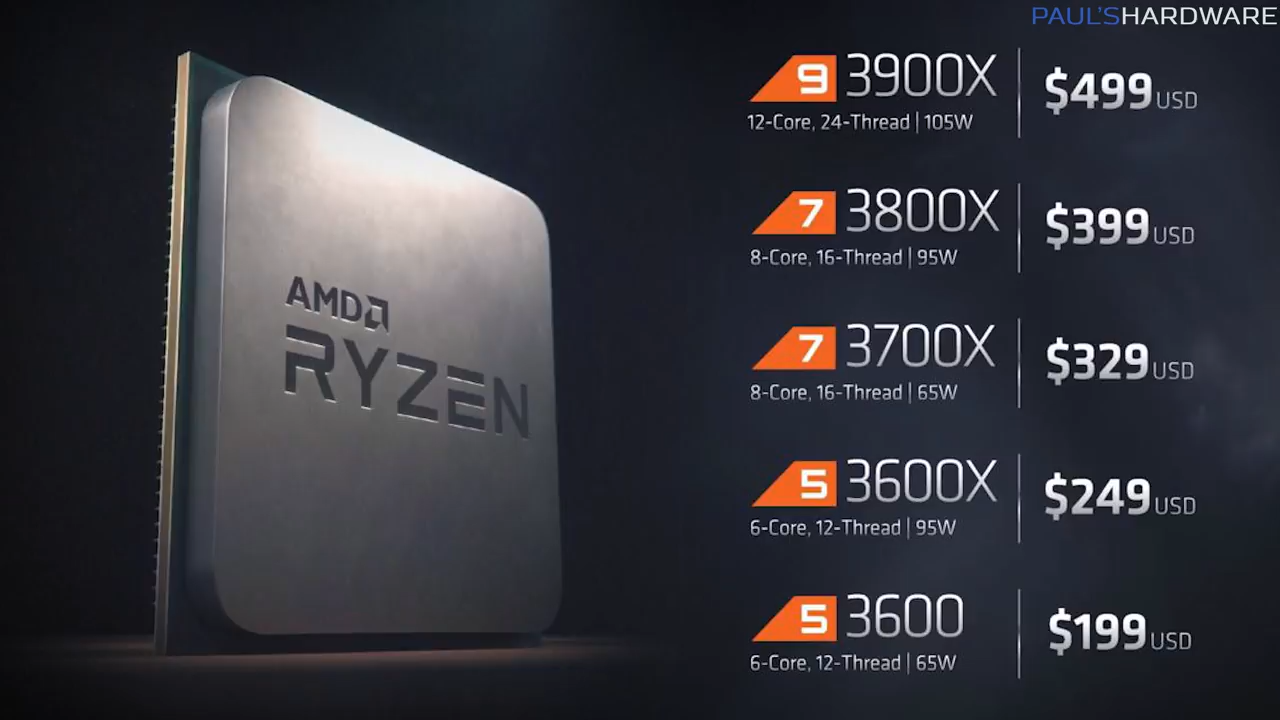 PAUL'SHARDWARE
AMD
RYZEN
9 3900X | $499 USD
12-Core, 24-Thread | 105W
7 3800X | $399 USD
8-Core, 16-Thread | 95W
7 3700X | $329 USD
8-Core, 16-Thread | 65W
5 3600X | $249 USD
6-Core, 12-Thread | 95W
5 3600 | $199 USD
6-Core, 12-Thread | 65W